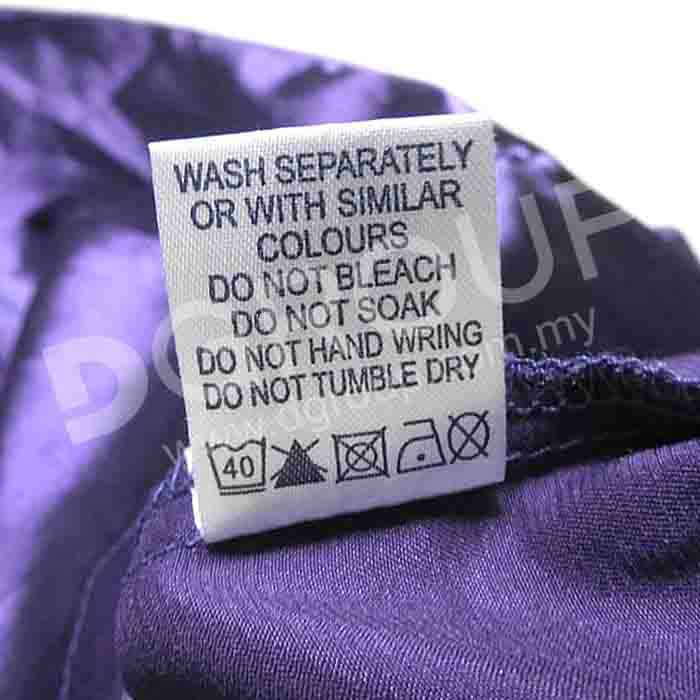 WASH SEPARATELY
OR WITH SIMILAR
COLOURS
DO NOT BLEACH
DO NOT SOAK
DO NOT HAND WRING
DO NOT TUMBLE DRY
40